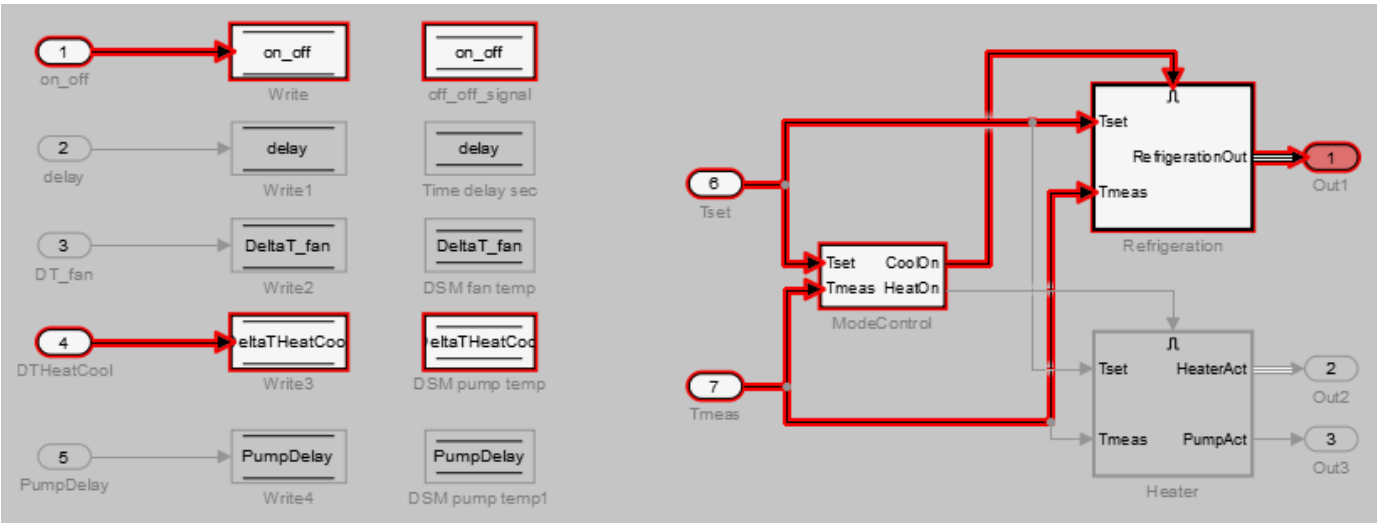 1
on_off
on_off
Write
on_off
off_off_signal
2
delay
delay
Write1
delay
Time delay sec
3
DT_fan
DeltaT_fan
Write2
DeltaT_fan
DSM fan temp
4
DTHeatCool
eltaTHeatCoo
Write3
eltaTHeatCoo
DSM pump temp
5
PumpDelay
PumpDelay
Write4
PumpDelay
DSM pump temp1
6
Tset
7
Tmeas
Tset CoolOn
Tmeas HeatOn
ModeControl
Tset
RefrigerationOut
Tmeas
Refrigeration
1
Out1
Tset HeaterAct
Tmeas PumpAct
Heater
2
Out2
3
Out3